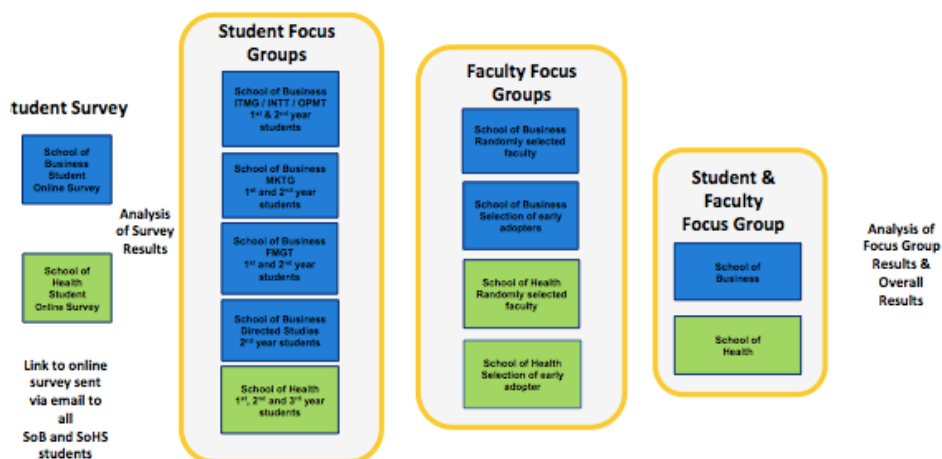 tudent Survey
School of
Business
Student
Online Survey
School of
Health
Student
Online Survey
Link to online
survey sent
via email to
all
SoB and SoHS
students
Analysis
of Survey
Results
Student Focus
Groups
School of Business
ITMG / INTT / OPMT
1st & 2nd year
students
School of Business
MKTG
1st and 2nd year
students
School of Business
FMGT
1st and 2nd year
students
School of Business
Directed Studies
2nd year students
School of Health
1st, 2nd and 3rd year
students
Faculty Focus
Groups
School of Business
Randomly selected
faculty
School of Business
Selection of early
adopters
School of Health
Randomly selected
faculty
School of Health
Selection of early
adopter
Student &
Faculty
Focus Group
School of
Business
School of
Health
Analysis of
Focus Group
Results &
Overall
Results